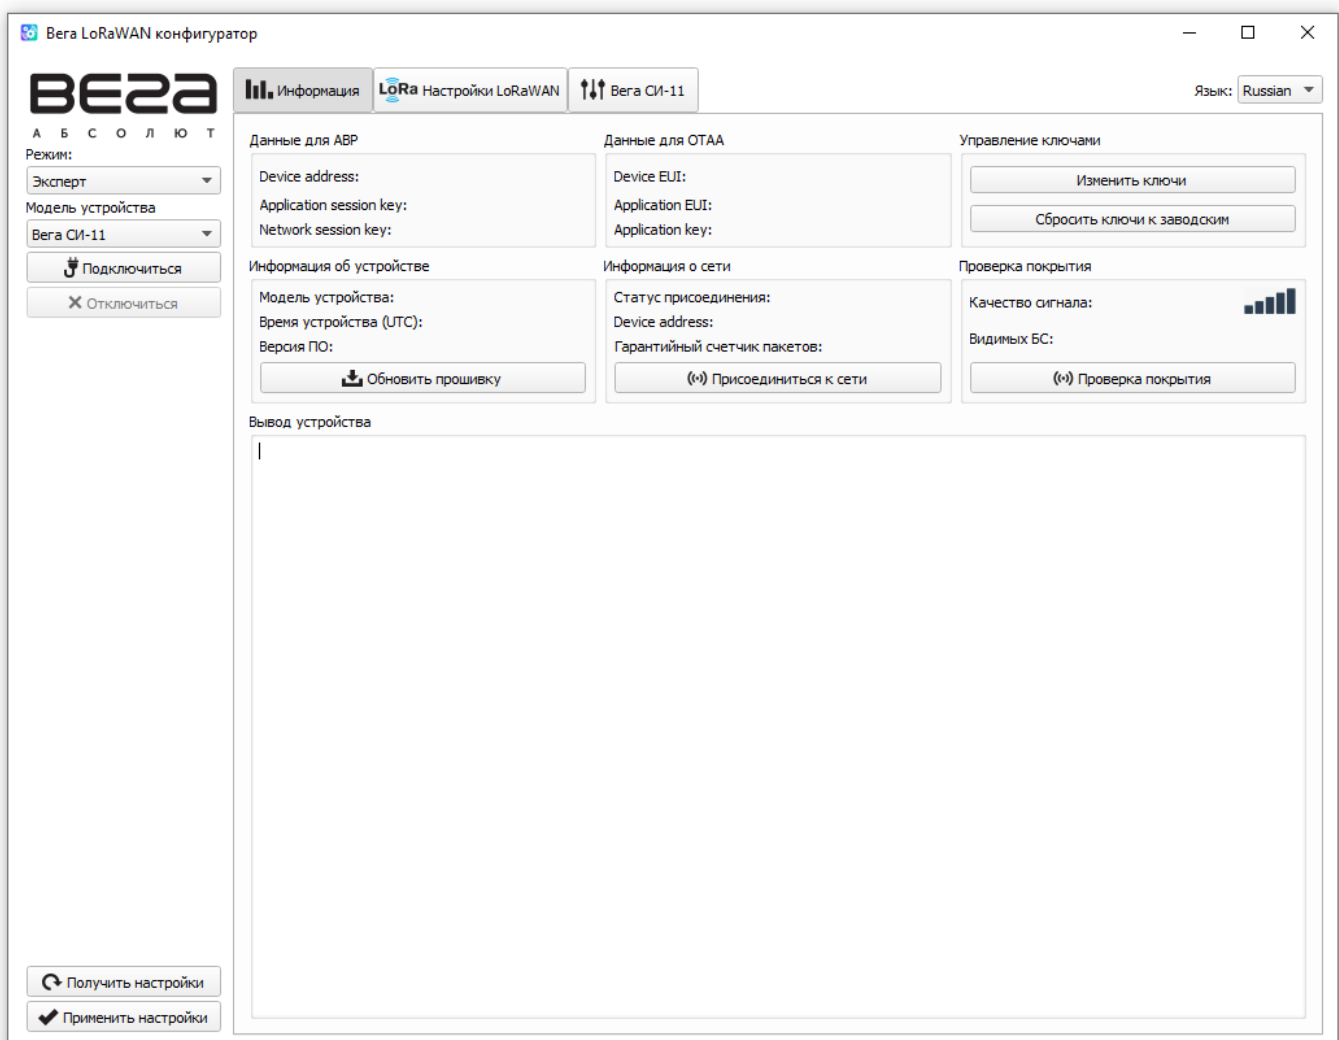 Вега LoRaWAN конфигуратор
ВЕГА
АБСОЛЮТ
Режим:
Эксперт
Модель устройства
Вега СИ-11
Подключиться
Отключиться
Получить настройки
Применить настройки
Информация
LoRa Настройки LoRaWAN
Вега СИ-11
Язык: Russian
Данные для ABP
Device address:
Application session key:
Network session key:
Данные для OTAA
Device EUI:
Application EUI:
Application key:
Управление ключами
Изменить ключи
Сбросить ключи к заводским
Информация об устройстве
Модель устройства:
Время устройства (UTC):
Версия ПО:
Обновить прошивку
Информация о сети
Статус присоединения:
Device address:
Гарантийный счетчик пакетов:
Присоединиться к сети
Проверка покрытия
Качество сигнала:
Видимых БС:
Проверка покрытия
Вывод устройства